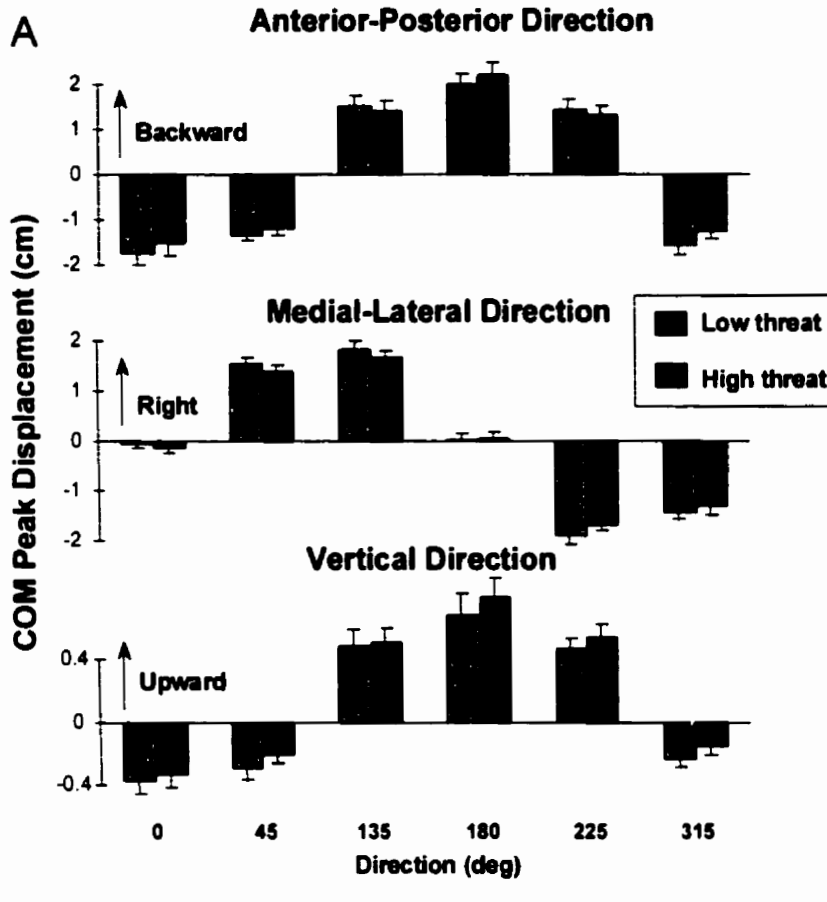 A
Anterior-Posterior Direction
2
1
0
-1
-2
Backward
COM Peak Displacement (cm)
Medial-Lateral Direction
2
1
0
-1
-2
Right
Low threat
High threat
Vertical Direction
0.4
0
-0.4
Upward
0 45 135 180 225 315
Direction (deg)